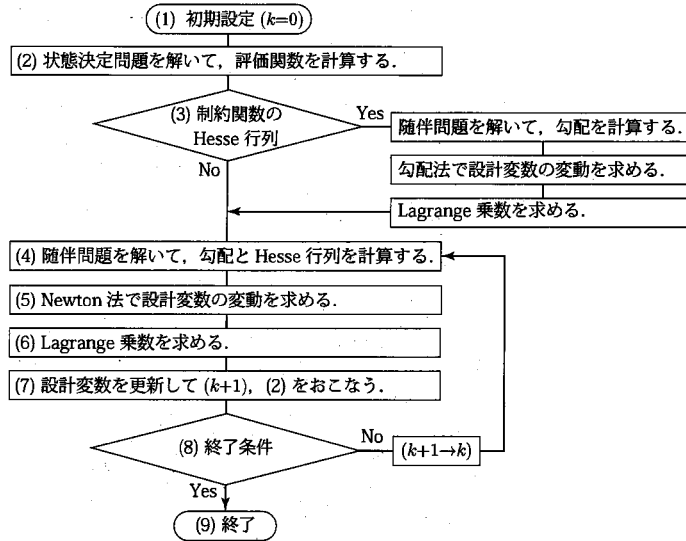 (1) 初期設定 (k=0)
(2) 状態決定問題を解いて，評価関数を計算する．
(3) 制約関数の
Hesse 行列
Yes
随伴問題を解いて，勾配を計算する．
勾配法で設計変数の変動を求める．
Lagrange 乗数を求める．
No
(4) 随伴問題を解いて，勾配と Hesse 行列を計算する．
(5) Newton 法で設計変数の変動を求める．
(6) Lagrange 乗数を求める．
(7) 設計変数を更新して (k+1)，(2) をおこなう．
(8) 終了条件
No
(k+1→k)
Yes
(9) 終了